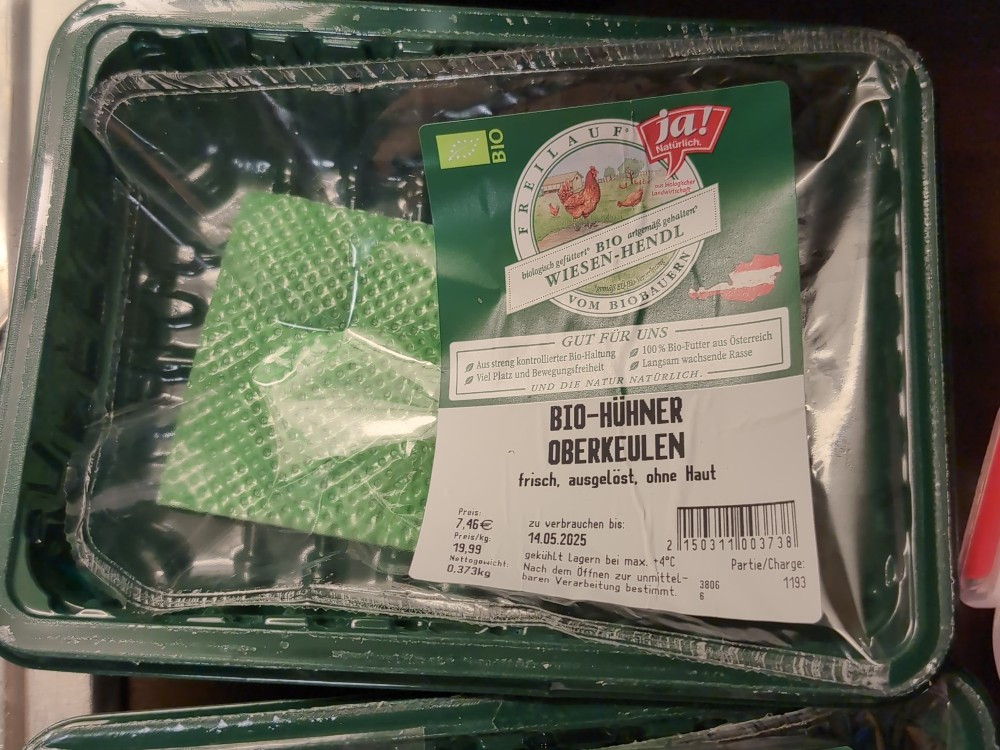 BIO
FREILAUF*
ja!
Natürlich.
aus biologischer
Landwirtschaft
biologisch gefüttert* BIO artgemäß gehalten*
WIESEN-HENDL
VOM BIOBAUERN
GUT FÜR UNS
Aus streng kontrollierter Bio-Haltung
100 % Bio-Futter aus Österreich
Viel Platz und Bewegungsfreiheit
Langsam wachsende Rasse
UND DIE NATUR NATÜRLICH.
BIO-HÜHNER
OBERKEULEN
frisch, ausgelöst, ohne Haut
Preis:
7,46€
Preis/kg:
19,99
Nettogewicht:
0,373kg
zu verbrauchen bis:
14.05.2025
gekühlt lagern bei max. +4°C
Nach dem Öffnen zur unmittel-
baren Verarbeitung bestimmt.
2 150311 003738
Partie/Charge:
1193
3806
6